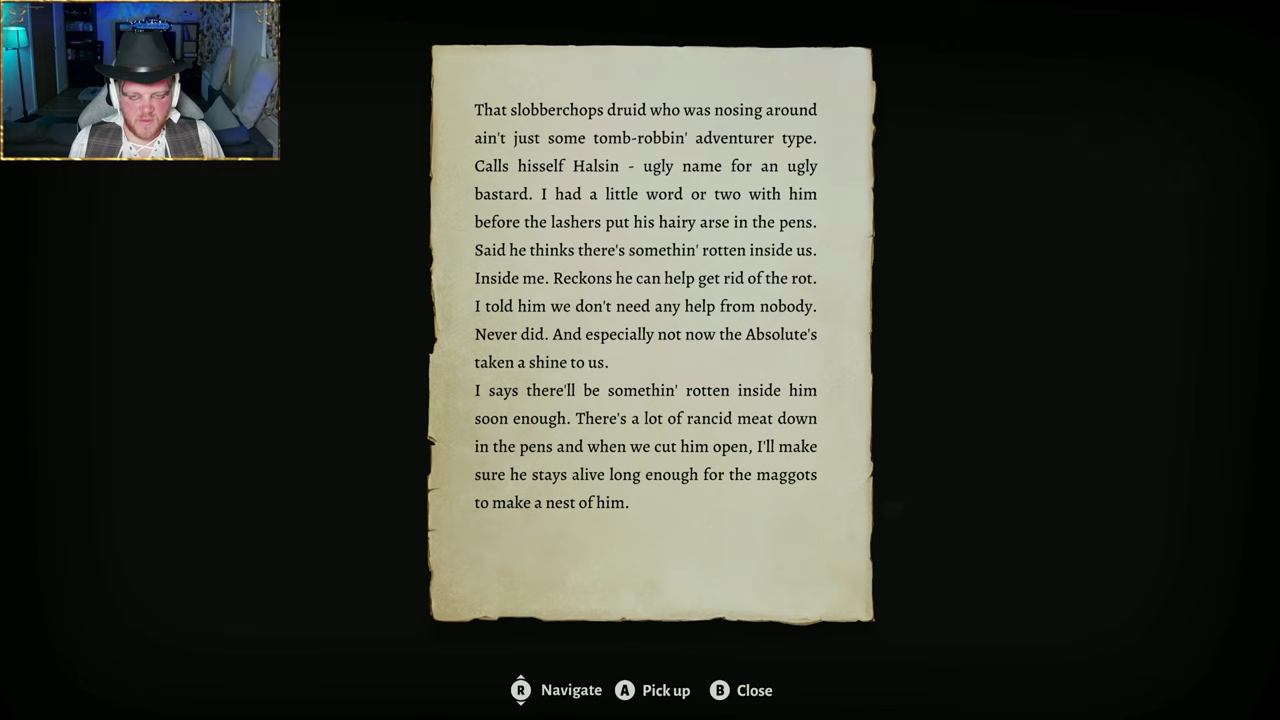 That slobberchops druid who was nosing around
ain't just some tomb-robbin' adventurer type.
Calls hisself Halsin - ugly name for an ugly
bastard. I had a little word or two with him
before the lashers put his hairy arse in the pens.
Said he thinks there's somethin' rotten inside us.
Inside me. Reckons he can help get rid of the rot.
I told him we don't need any help from nobody.
Never did. And especially not now the Absolute's
taken a shine to us.
I says there'll be somethin' rotten inside him
soon enough. There's a lot of rancid meat down
in the pens and when we cut him open, I'll make
sure he stays alive long enough for the maggots
to make a nest of him.
R Navigate A Pick up B Close